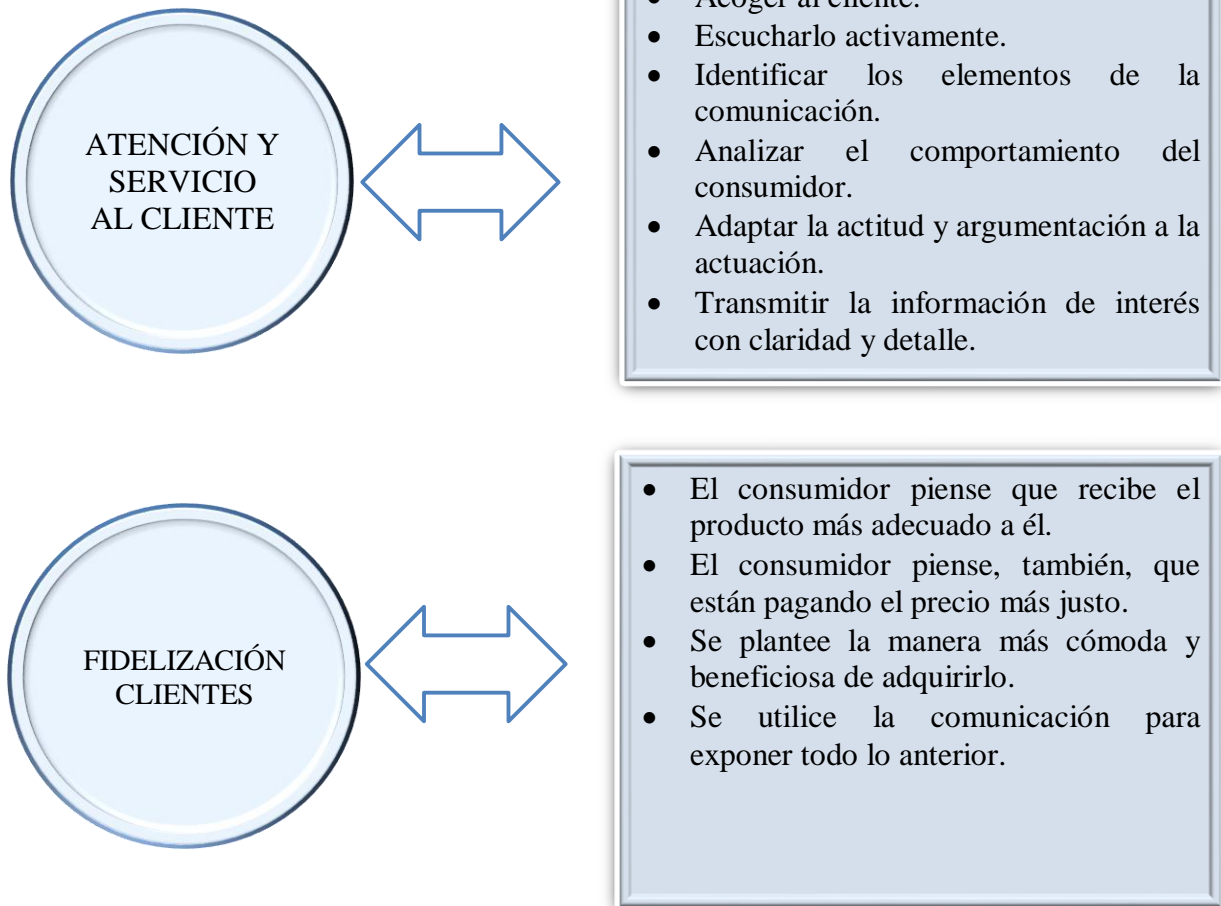 ATENCIÓN Y
SERVICIO
AL CLIENTE
• Acoger al cliente.
• Escucharlo activamente.
• Identificar los elementos de la
comunicación.
• Analizar el comportamiento del
consumidor.
• Adaptar la actitud y argumentación a la
actuación.
• Transmitir la información de interés
con claridad y detalle.
FIDELIZACIÓN
CLIENTES
• El consumidor piense que recibe el
producto más adecuado a él.
• El consumidor piense, también, que
están pagando el precio más justo.
• Se plantee la manera más cómoda y
beneficiosa de adquirirlo.
• Se utilice la comunicación para
exponer todo lo anterior.